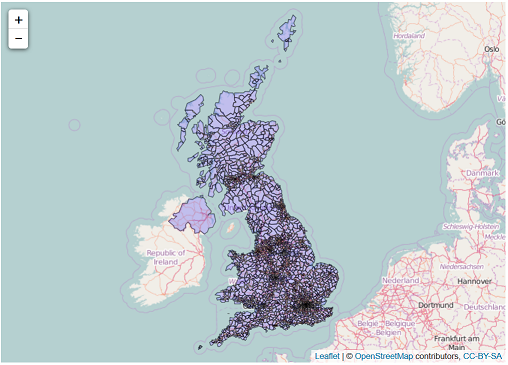 +
−
Hordaland
Oslo
Danmark
Schleswig-Holstein
Republic of
Ireland
Niedersachsen
Nederland
Hannover
Dortmund
Deutschland
België - Belgique
Belgien
Frankfurt am
Main
Leaflet | © OpenStreetMap contributors, CC-BY-SA